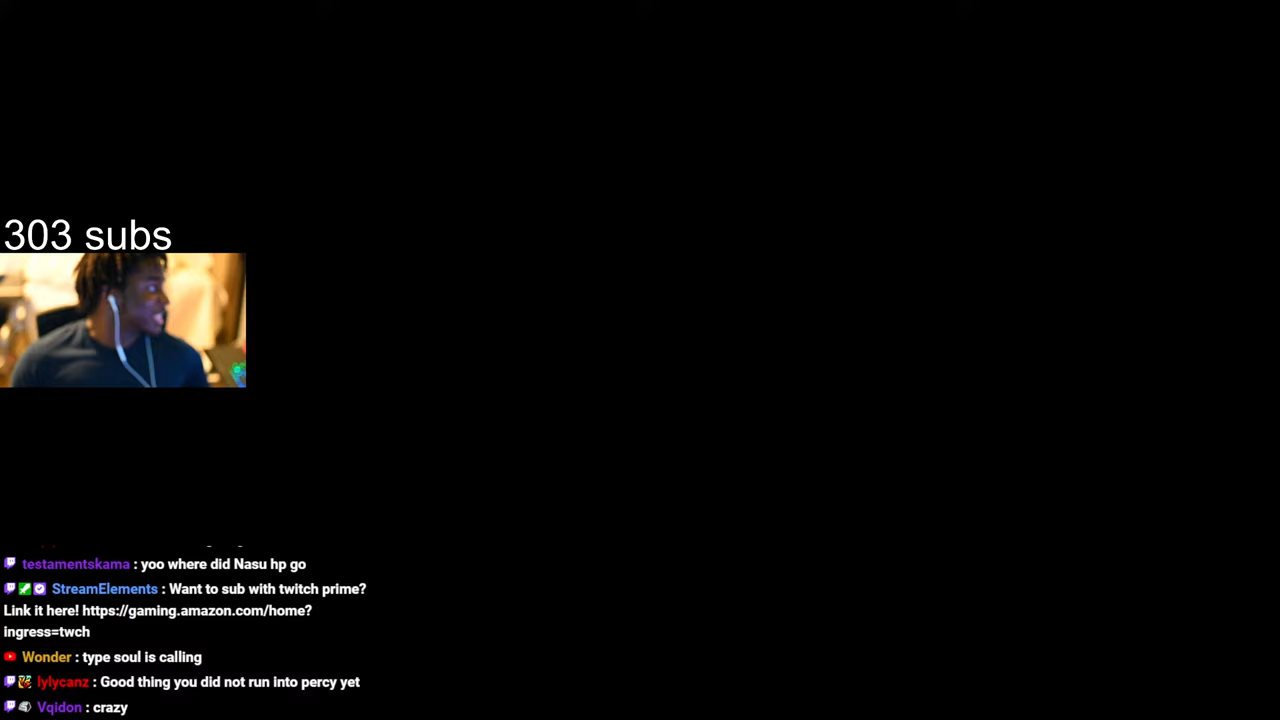 303 subs
testamentskama : yoo where did Nasu hp go
StreamElements : Want to sub with twitch prime?
Link it here! https://gaming.amazon.com/home?
ingress=twch
Wonder : type soul is calling
lylycanz : Good thing you did not run into percy yet
Vqidon : crazy